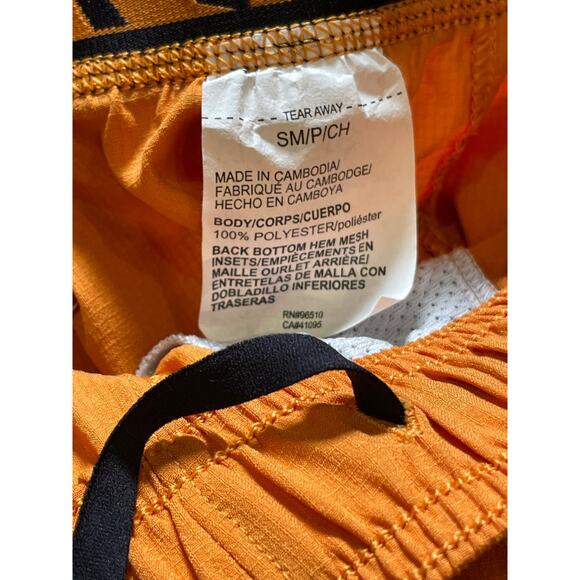 TEAR AWAY
SM/P/CH
MADE IN CAMBODIA/
FABRIQUÉ AU CAMBODGE/
HECHO EN CAMBOYA
BODY/CORPS/CUERPO
100% POLYESTER/poliéster
BACK BOTTOM HEM MESH
INSETS/EMPIÈCEMENTS EN
MAILLE OURLET ARRIÈRE/
ENTRETELAS DE MALLA CON
DOBLADILLO INFERIORES
TRASERAS
RN#96510
CA#41095